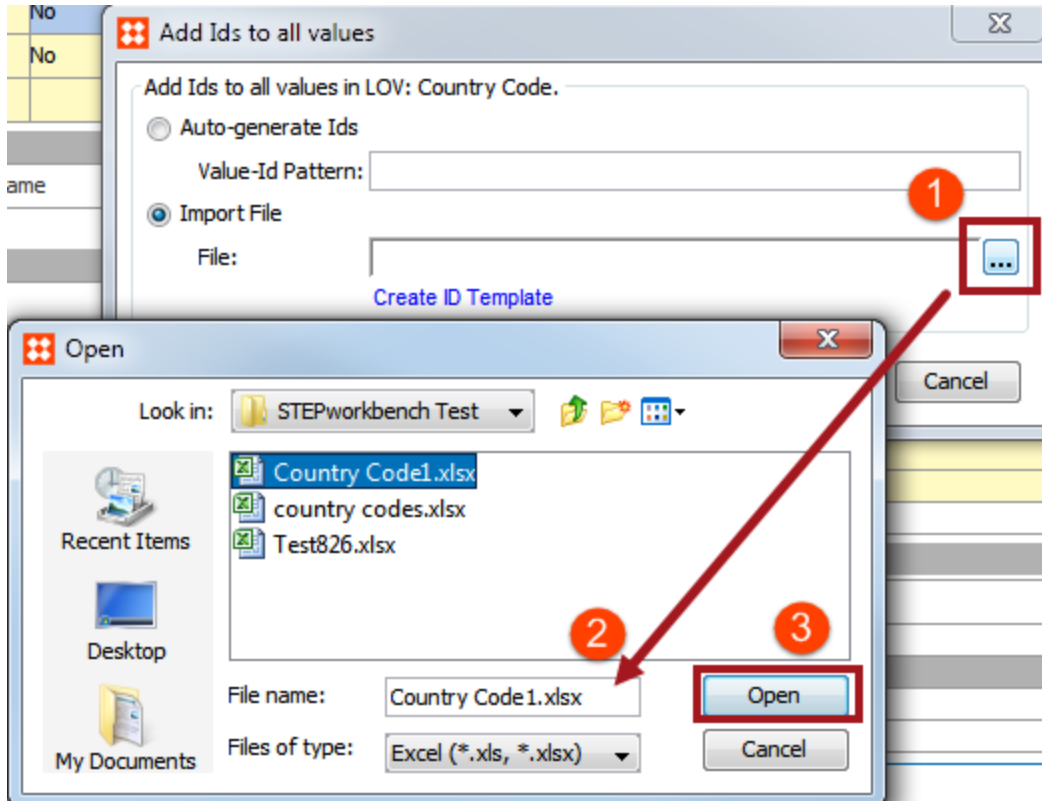 No
Add Ids to all values
No
Add Ids to all values in LOV: Country Code.
Auto-generate Ids
Value-Id Pattern:
ame
1
Import File
File:
...
Create ID Template
Open
Cancel
Look in:
STEPworkbench Test
Country Code1.xlsx
country codes.xlsx
Test826.xlsx
Recent Items
Desktop
My Documents
2
3
File name:
Country Code1.xlsx
Open
Files of type:
Excel (*.xls, *.xlsx)
Cancel